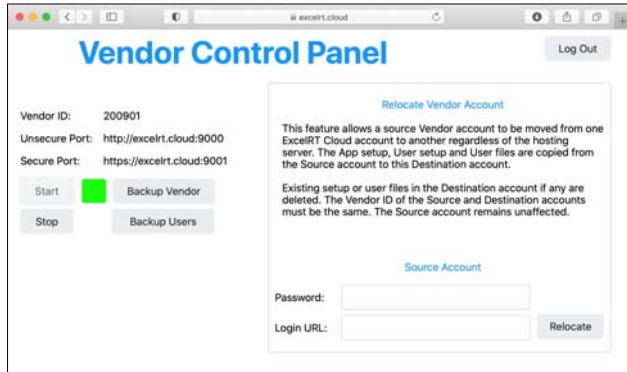 excelrt.cloud
Vendor Control Panel
Log Out
Vendor ID: 200901
Unsecure Port: http://excelrt.cloud:9000
Secure Port: https://excelrt.cloud:9001
Start
Backup Vendor
Stop
Backup Users
Relocate Vendor Account
This feature allows a source Vendor account to be moved from one
ExcelRT Cloud account to another regardless of the hosting
server. The App setup, User setup and User files are copied from
the Source account to this Destination account.
Existing setup or user files in the Destination account if any are
deleted. The Vendor ID of the Source and Destination accounts
must be the same. The Source account remains unaffected.
Source Account
Password:
Login URL:
Relocate